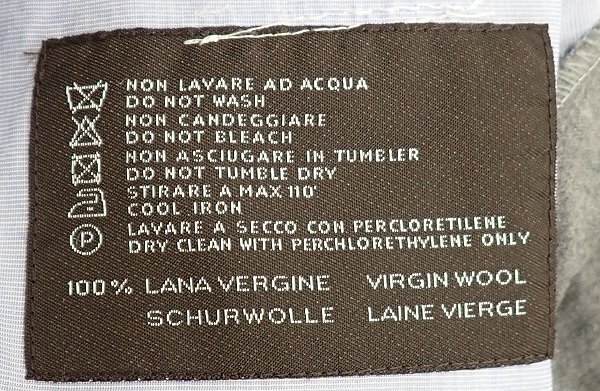 NON LAVARE AD ACQUA
DO NOT WASH
NON CANDEGGIARE
DO NOT BLEACH
NON ASCIUGARE IN TUMBLER
DO NOT TUMBLE DRY
STIRARE A MAX 110°
COOL IRON
P LAVARE A SECCO CON PERCLORETILENE
DRY CLEAN WITH PERCHLORETHYLENE ONLY
100% LANA VERGINE VIRGIN WOOL
SCHURWOLLE LAINE VIERGE